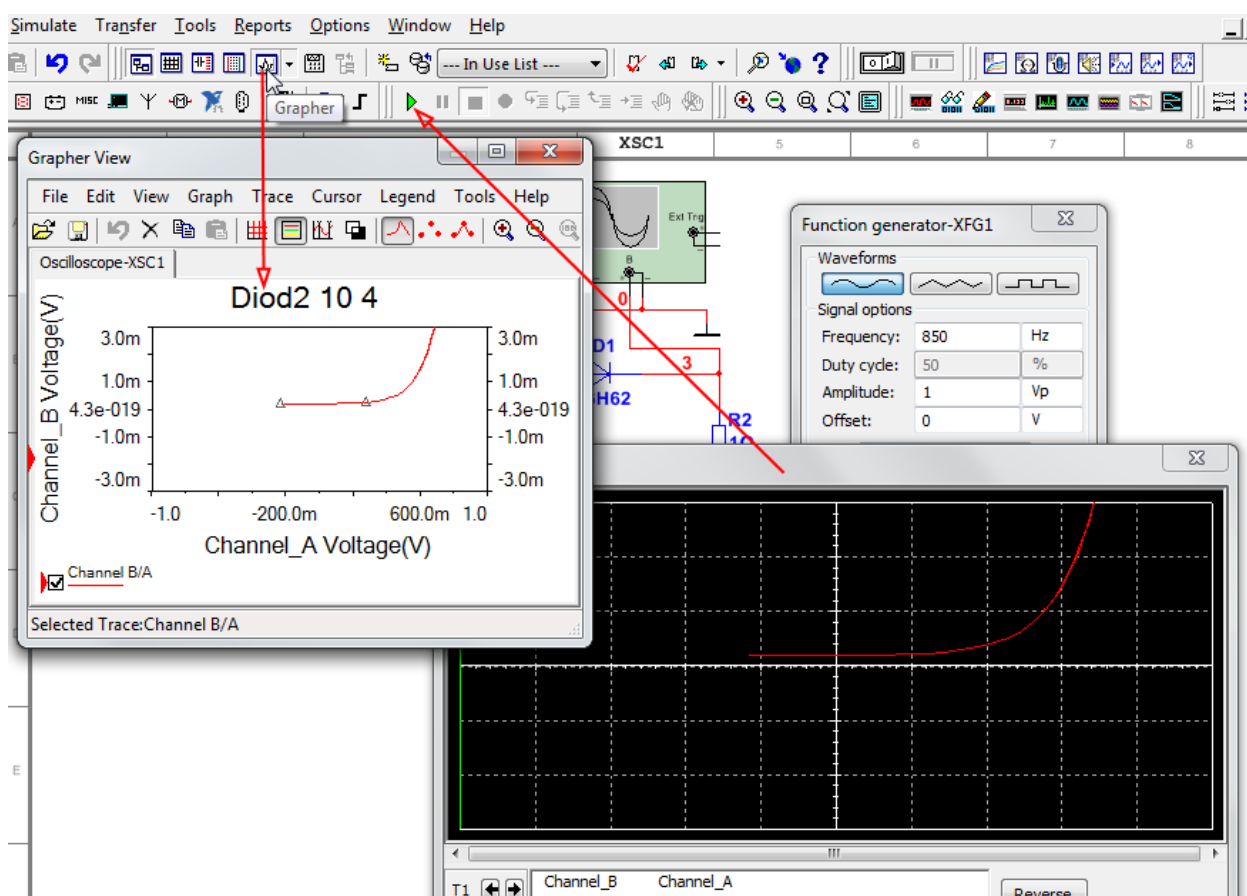 Simulate Transfer Tools Reports Options Window Help
--- In Use List ---
MISC
Grapher
XSC1 5 6 7 8
Grapher View
File Edit View Graph Trace Cursor Legend Tools Help
Oscilloscope-XSC1
Diod2 10 4
Channel_B Voltage(V)
3.0m 3.0m
1.0m 1.0m
4.3e-019 4.3e-019
-1.0m -1.0m
-3.0m -3.0m
-1.0 -200.0m 600.0m 1.0
Channel_A Voltage(V)
Channel B/A
Selected Trace:Channel B/A
Ext Trg
B
0
D1
3
R2
Function generator-XFG1
Waveforms
Signal options
Frequency: 850 Hz
Duty cycle: 50 %
Amplitude: 1 Vp
Offset: 0 V
E
T1 Channel_B Channel_A
Reverse